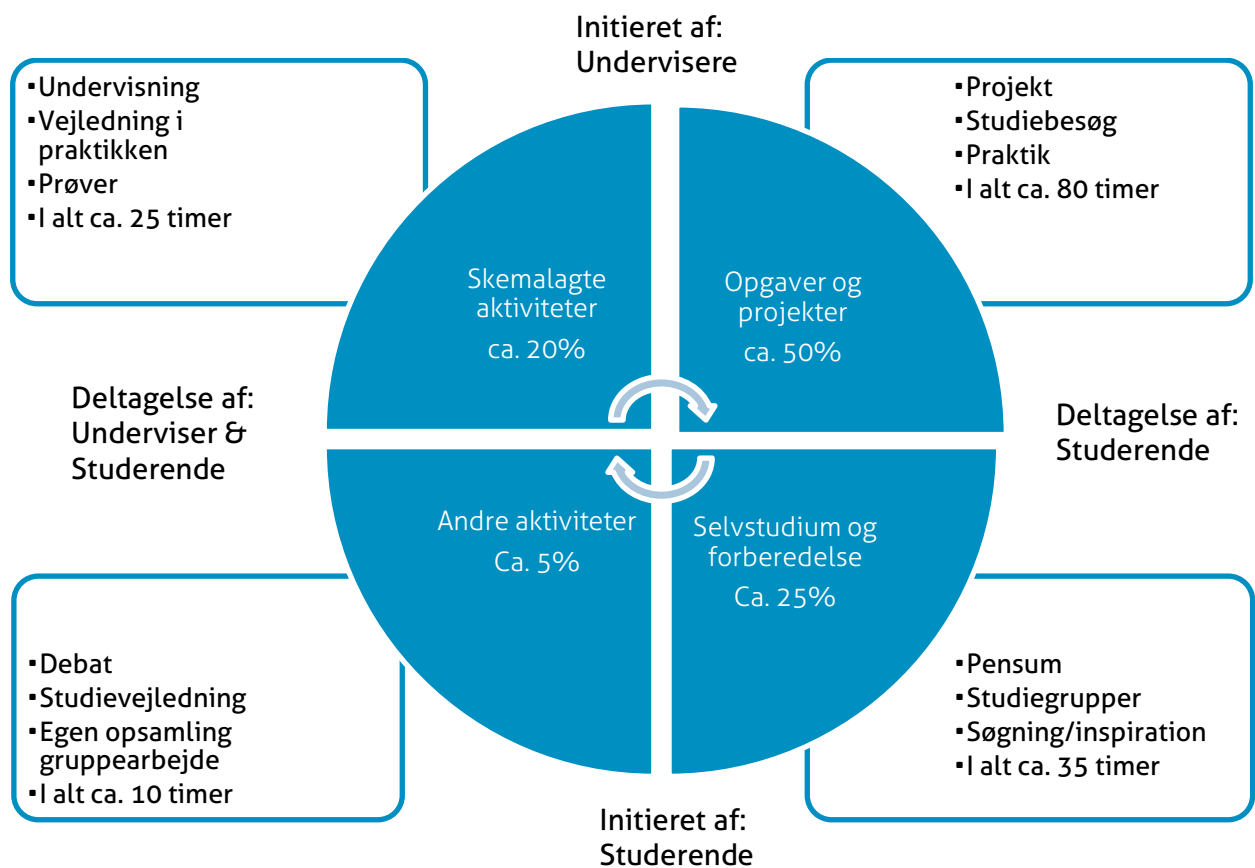 Initieret af:
Undervisere
▪Undervisning
▪Vejledning i
praktikken
▪Prøver
▪I alt ca. 25 timer
▪Projekt
▪Studiebesøg
▪Praktik
▪I alt ca. 80 timer
Skemalagte
aktiviteter
ca. 20%
Opgaver og
projekter
ca. 50%
Deltagelse af:
Underviser &
Studerende
Deltagelse af:
Studerende
Andre aktiviteter
Ca. 5%
Selvstudium og
forberedelse
Ca. 25%
▪Debat
▪Studievejledning
▪Egen opsamling
gruppearbejde
▪I alt ca. 10 timer
▪Pensum
▪Studiegrupper
▪Søgning/inspiration
▪I alt ca. 35 timer
Initieret af:
Studerende